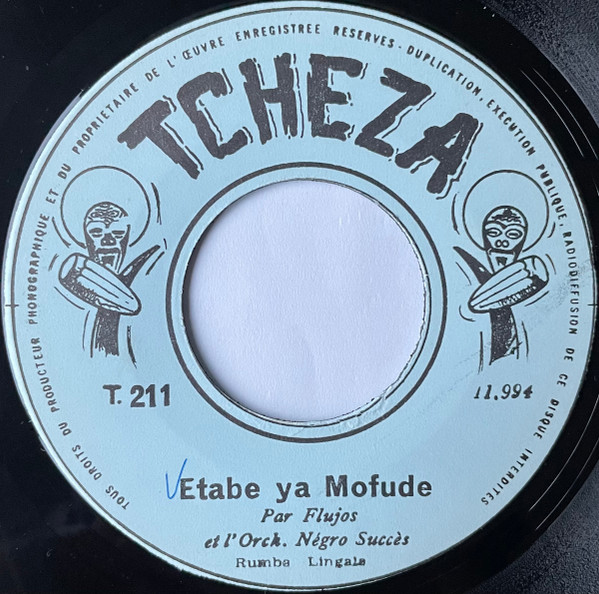 TOUS DROITS DU PRODUCTEUR PHONOGRAPHIQUE ET DU PROPRIETAIRE DE L'ŒUVRE ENREGISTREE RESERVES - DUPLICATION, EXECUTION PUBLIQUE, RADIODIFFUSION DE CE DISQUE INTERDITES
TCHEZA
T. 211
11.994
Etabe ya Mofude
Par Flujos
et l'Orch. Négro Succès
Rumba Lingala